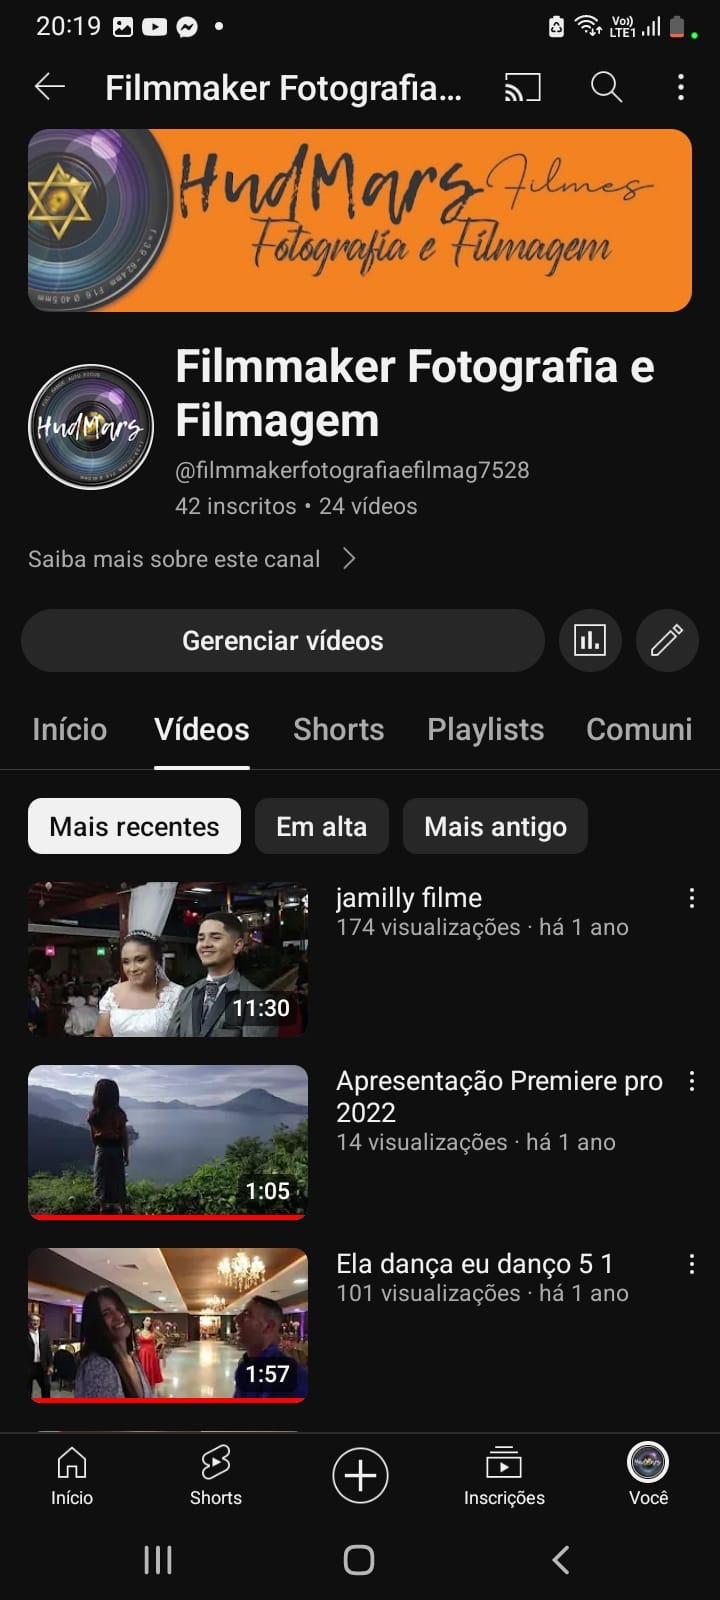 20:19
Vo))
LTE1
Filmmaker Fotografia...
HudMars Filmes
Fotografia e Filmagem
Filmmaker Fotografia e
Filmagem
HudMars
@filmmakerfotografiaefilmag7528
42 inscritos • 24 vídeos
Saiba mais sobre este canal
Gerenciar vídeos
Início
Vídeos
Shorts
Playlists
Comuni
Mais recentes
Em alta
Mais antigo
jamilly filme
174 visualizações · há 1 ano
11:30
Apresentação Premiere pro
2022
14 visualizações · há 1 ano
1:05
Ela dança eu danço 5 1
101 visualizações · há 1 ano
1:57
Início
Shorts
Inscrições
Você